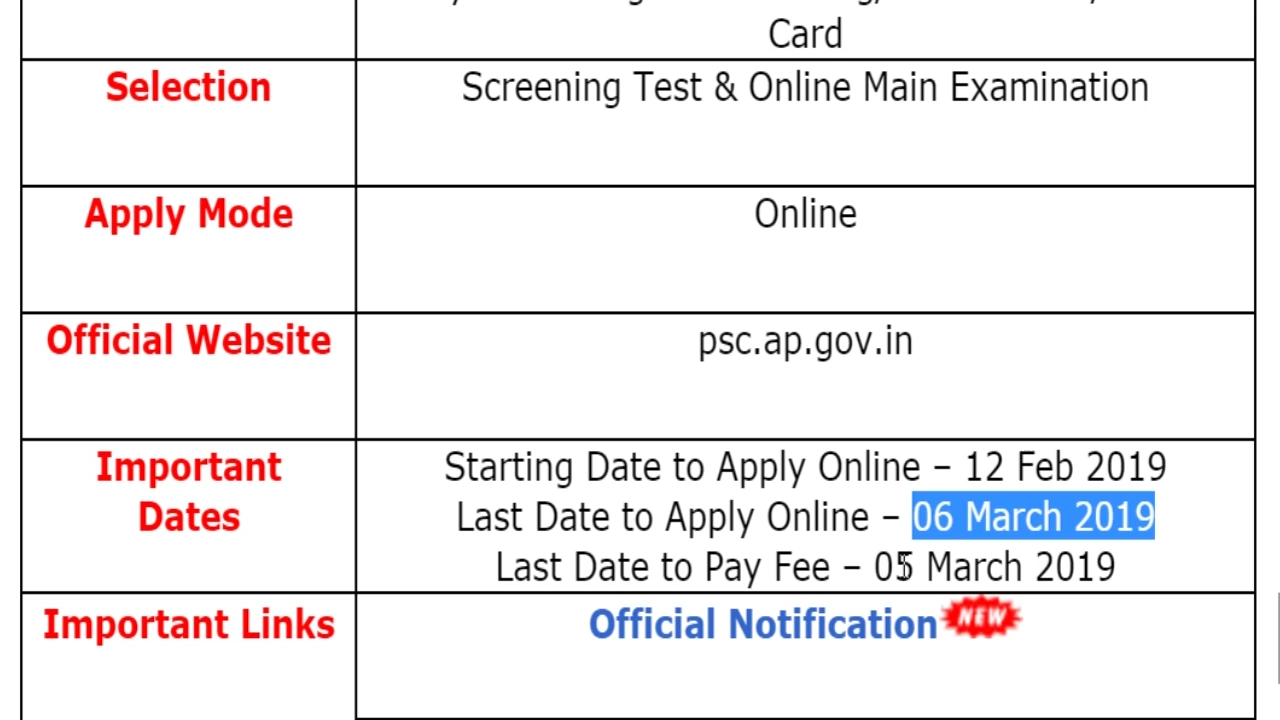 Card
Selection
Screening Test & Online Main Examination
Apply Mode
Online
Official Website
psc.ap.gov.in
Important
Dates
Starting Date to Apply Online – 12 Feb 2019
Last Date to Apply Online – 06 March 2019
Last Date to Pay Fee – 05 March 2019
Important Links
Official Notification NEW